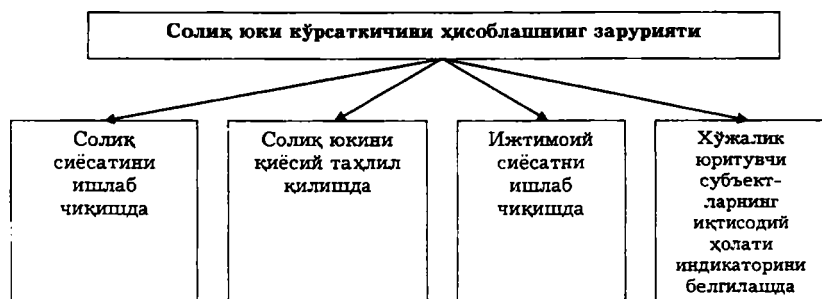 Солиқ юки кўрсаткичини ҳисоблашнинг зарурияти
Солиқ
сиёсатини
ишлаб
чиқишда
Солиқ юкини
қиёсий таҳлил
қилишда
Ижтимоий
сиёсатни
ишлаб
чиқишда
Хўжалик
юритувчи
субъект-
ларнинг
иқтисодий
ҳолати
индикаторини
белгилашда